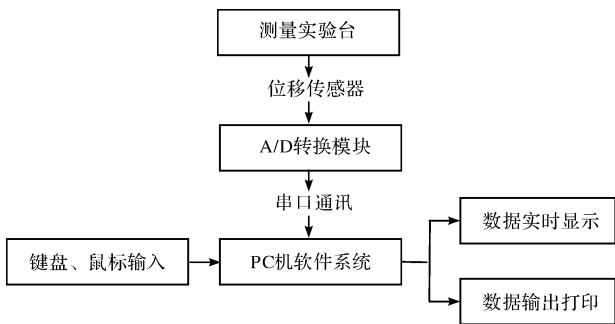 测量实验台
位移传感器
A/D转换模块
串口通讯
数据实时显示
键盘、鼠标输入
PC机软件系统
数据输出打印